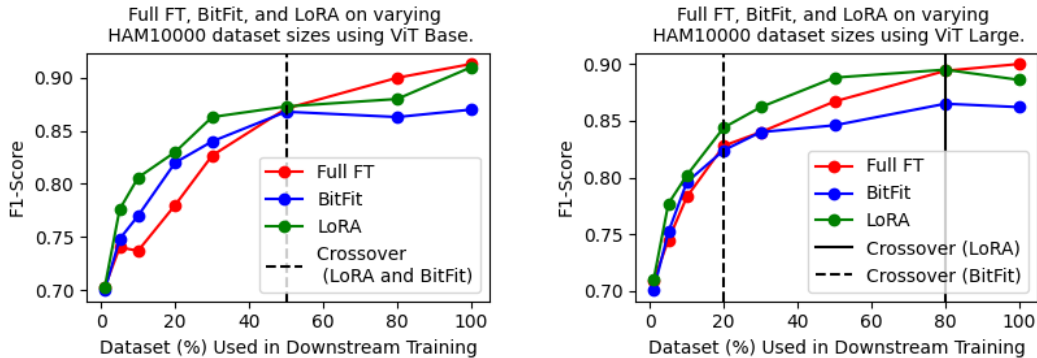 Full FT, BitFit, and LoRA on varying
HAM10000 dataset sizes using ViT Base.
F1-Score
0.90
0.85
0.80
0.75
0.70
Full FT
BitFit
LoRA
Crossover
(LoRA and BitFit)
0
20
40
60
80
100
Dataset (%) Used in Downstream Training
Full FT, BitFit, and LoRA on varying
HAM10000 dataset sizes using ViT Large.
F1-Score
0.90
0.85
0.80
0.75
0.70
Full FT
BitFit
LoRA
Crossover (LoRA)
Crossover (BitFit)
0
20
40
60
80
100
Dataset (%) Used in Downstream Training